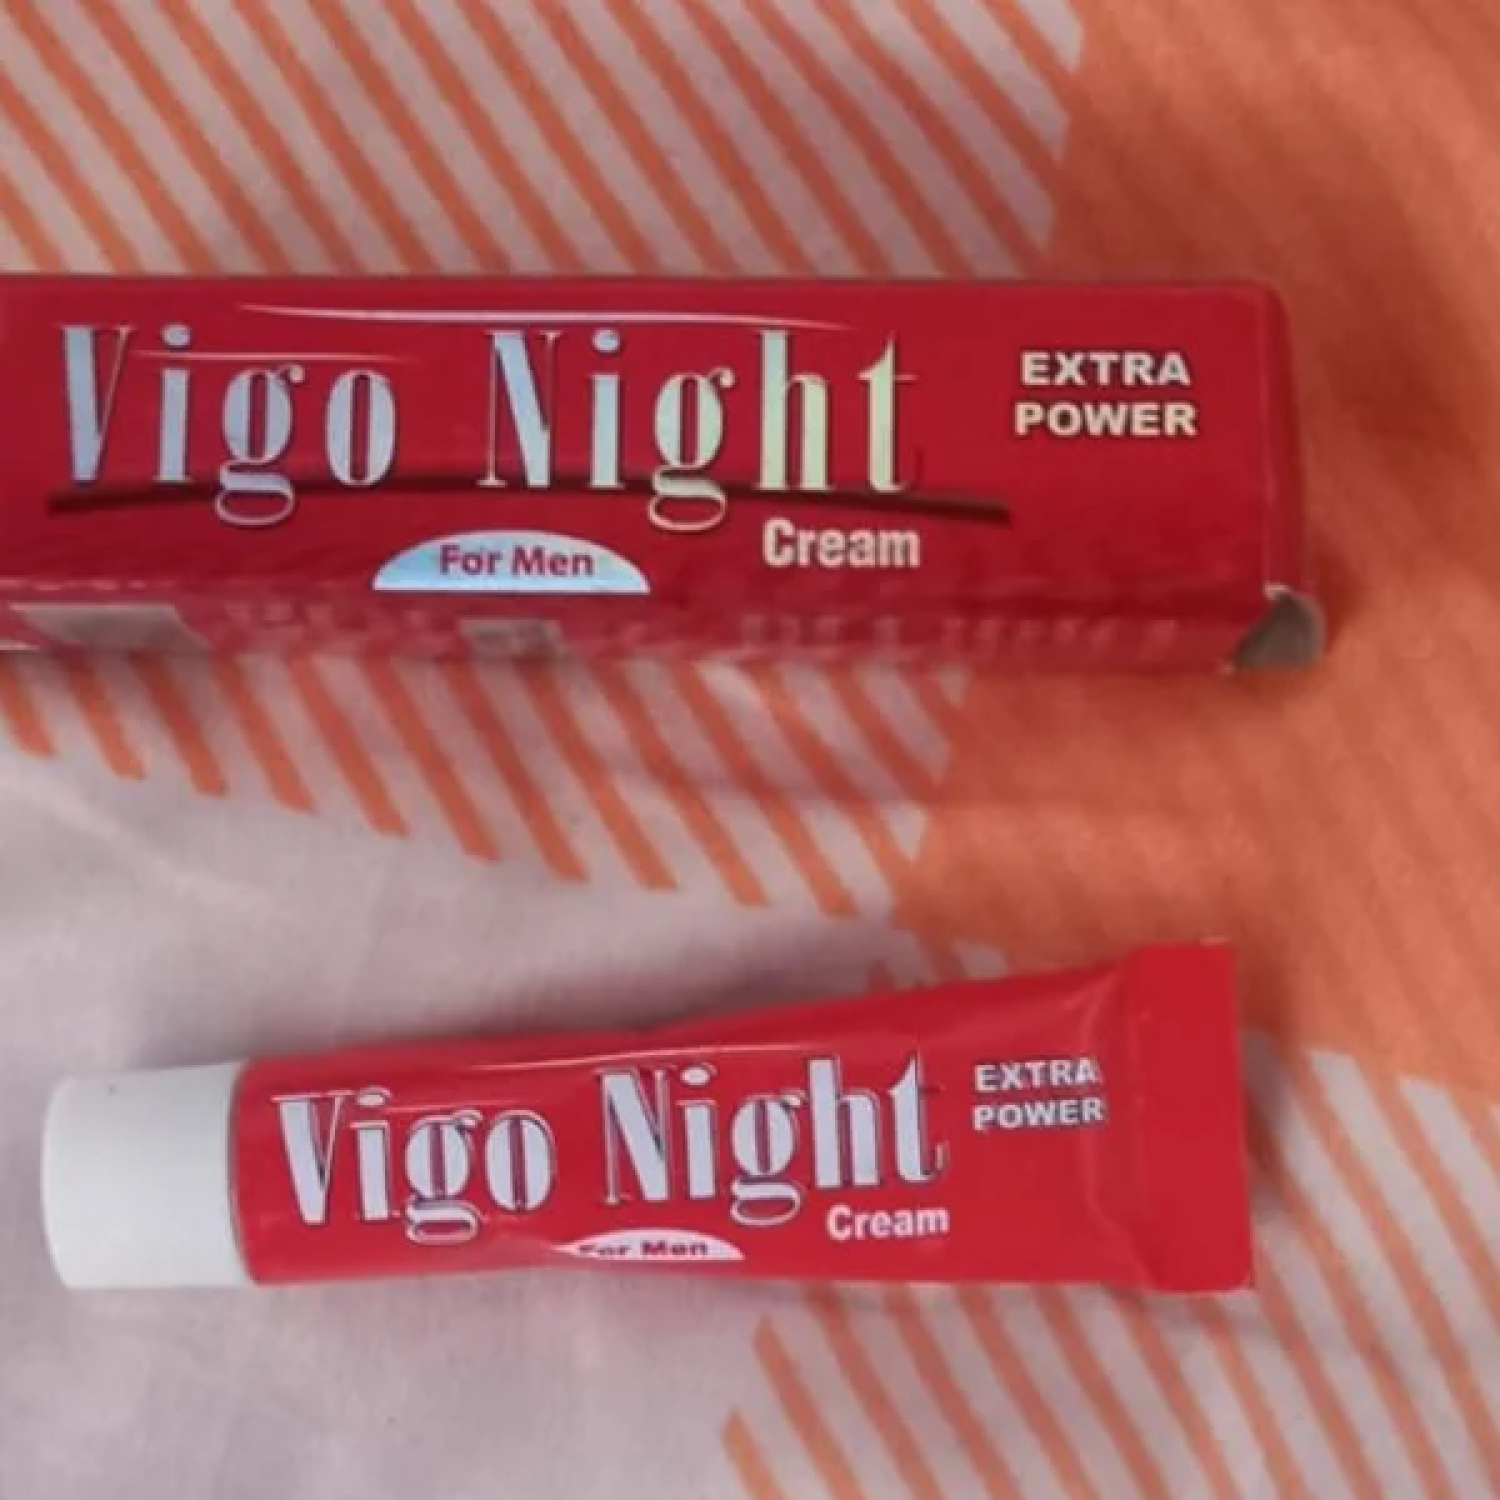 Vigo Night
EXTRA
POWER
Cream
For Men
Vigo Night
EXTRA
POWER
Cream
For Men